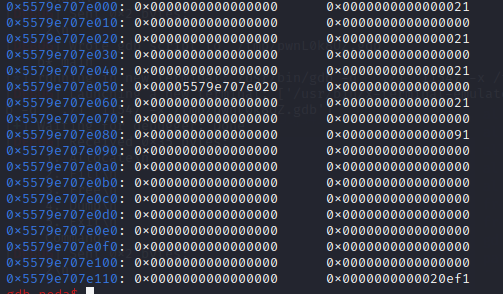 0×5579e707e000: 0×0000000000000000 0×0000000000000021
0×5579e707e010: 0×0000000000000000 0×0000000000000000
0×5579e707e020: 0×0000000000000000 0×0000000000000021
0×5579e707e030: 0×0000000000000000 0×0000000000000000
0×5579e707e040: 0×0000000000000000 0×0000000000000021
0×5579e707e050: 0×00005579e707e020 0×0000000000000000
0×5579e707e060: 0×0000000000000000 0×0000000000000021
0×5579e707e070: 0×0000000000000000 0×0000000000000000
0×5579e707e080: 0×0000000000000000 0×0000000000000091
0×5579e707e090: 0×0000000000000000 0×0000000000000000
0×5579e707e0a0: 0×0000000000000000 0×0000000000000000
0×5579e707e0b0: 0×0000000000000000 0×0000000000000000
0×5579e707e0c0: 0×0000000000000000 0×0000000000000000
0×5579e707e0d0: 0×0000000000000000 0×0000000000000000
0×5579e707e0e0: 0×0000000000000000 0×0000000000000000
0×5579e707e0f0: 0×0000000000000000 0×0000000000000000
0×5579e707e100: 0×0000000000000000 0×0000000000000000
0×5579e707e110: 0×0000000000000000 0×0000000000020ef1
gdb-peda$